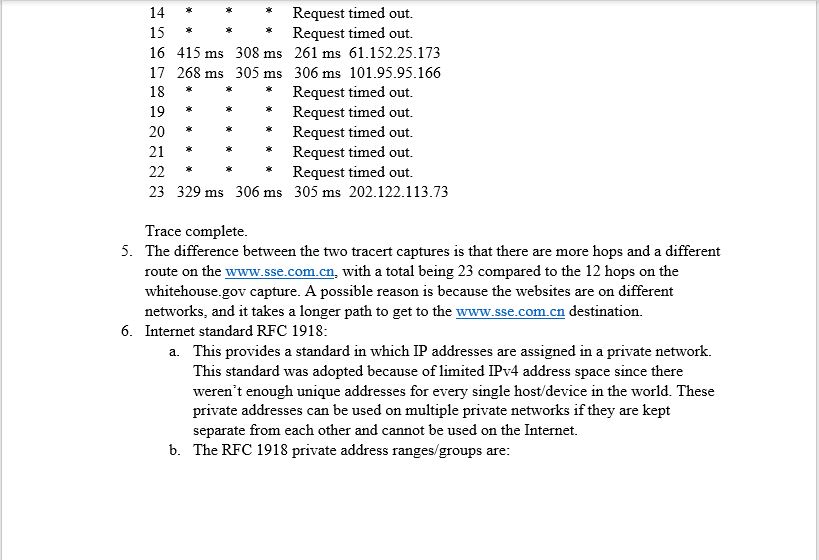 14 * * * Request timed out.
15 * * * Request timed out.
16 415 ms 308 ms 261 ms 61.152.25.173
17 268 ms 305 ms 306 ms 101.95.95.166
18 * * * Request timed out.
19 * * * Request timed out.
20 * * * Request timed out.
21 * * * Request timed out.
22 * * * Request timed out.
23 329 ms 306 ms 305 ms 202.122.113.73
Trace complete.
5. The difference between the two tracert captures is that there are more hops and a different
route on the www.sse.com.cn, with a total being 23 compared to the 12 hops on the
whitehouse.gov capture. A possible reason is because the websites are on different
networks, and it takes a longer path to get to the www.sse.com.cn destination.
6. Internet standard RFC 1918:
a. This provides a standard in which IP addresses are assigned in a private network.
This standard was adopted because of limited IPv4 address space since there
weren't enough unique addresses for every single host/device in the world. These
private addresses can be used on multiple private networks if they are kept
separate from each other and cannot be used on the Internet.
b. The RFC 1918 private address ranges/groups are: